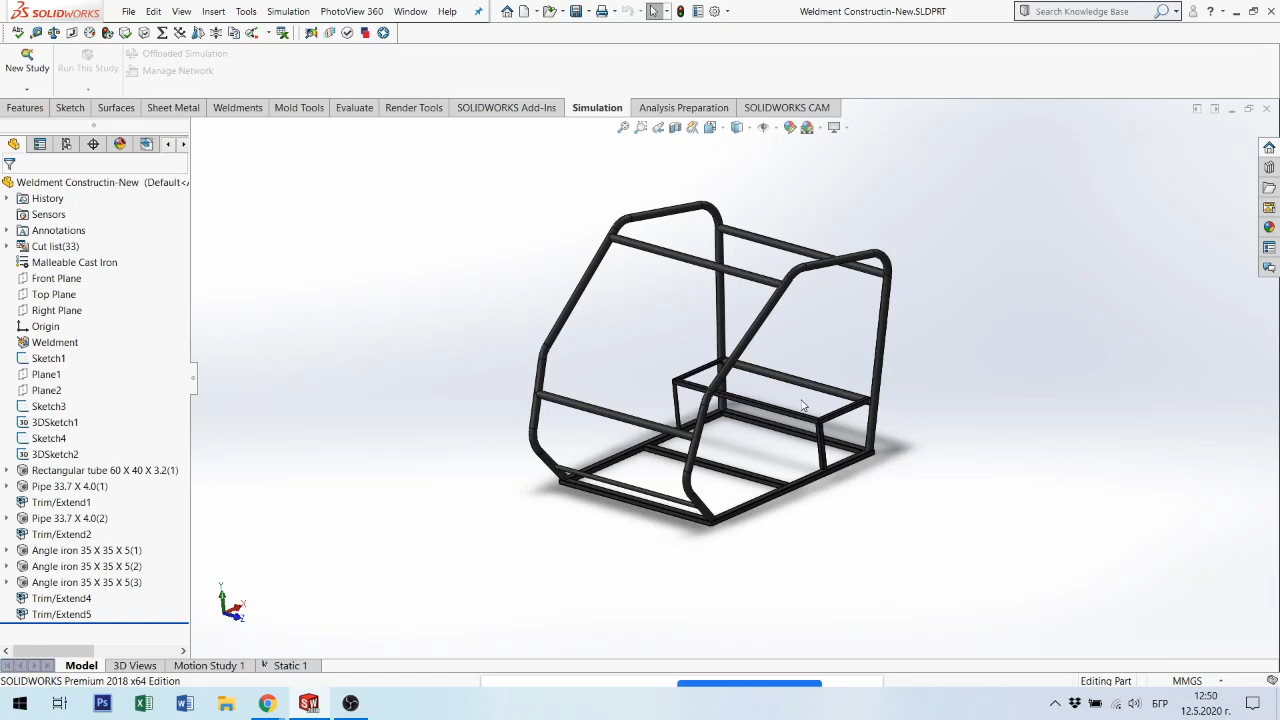 SOLIDWORKS File Edit View Insert Tools Simulation PhotoView 360 Window Help Weldment Constructin-New.SLDPRT Search Knowledge Base
New Study
Run This Study
Offloaded Simulation
Manage Network
Features Sketch Surfaces Sheet Metal Weldments Mold Tools Evaluate Render Tools SOLIDWORKS Add-Ins Simulation Analysis Preparation SOLIDWORKS CAM
Weldment Constructin-New (Default<
History
Sensors
Annotations
Cut list(33)
Malleable Cast Iron
Front Plane
Top Plane
Right Plane
Origin
Weldment
Sketch1
Plane1
Plane2
Sketch3
3DSketch1
Sketch4
3DSketch2
Rectangular tube 60 X 40 X 3.2(1)
Pipe 33.7 X 4.0(1)
Trim/Extend1
Pipe 33.7 X 4.0(2)
Trim/Extend2
Angle iron 35 X 35 X 5(1)
Angle iron 35 X 35 X 5(2)
Angle iron 35 X 35 X 5(3)
Trim/Extend4
Trim/Extend5
Y
X
Z
Model 3D Views Motion Study 1 Static 1
SOLIDWORKS Premium 2018 x64 Edition Editing Part MMGS
БГР
12:50
12.5.2020 г.